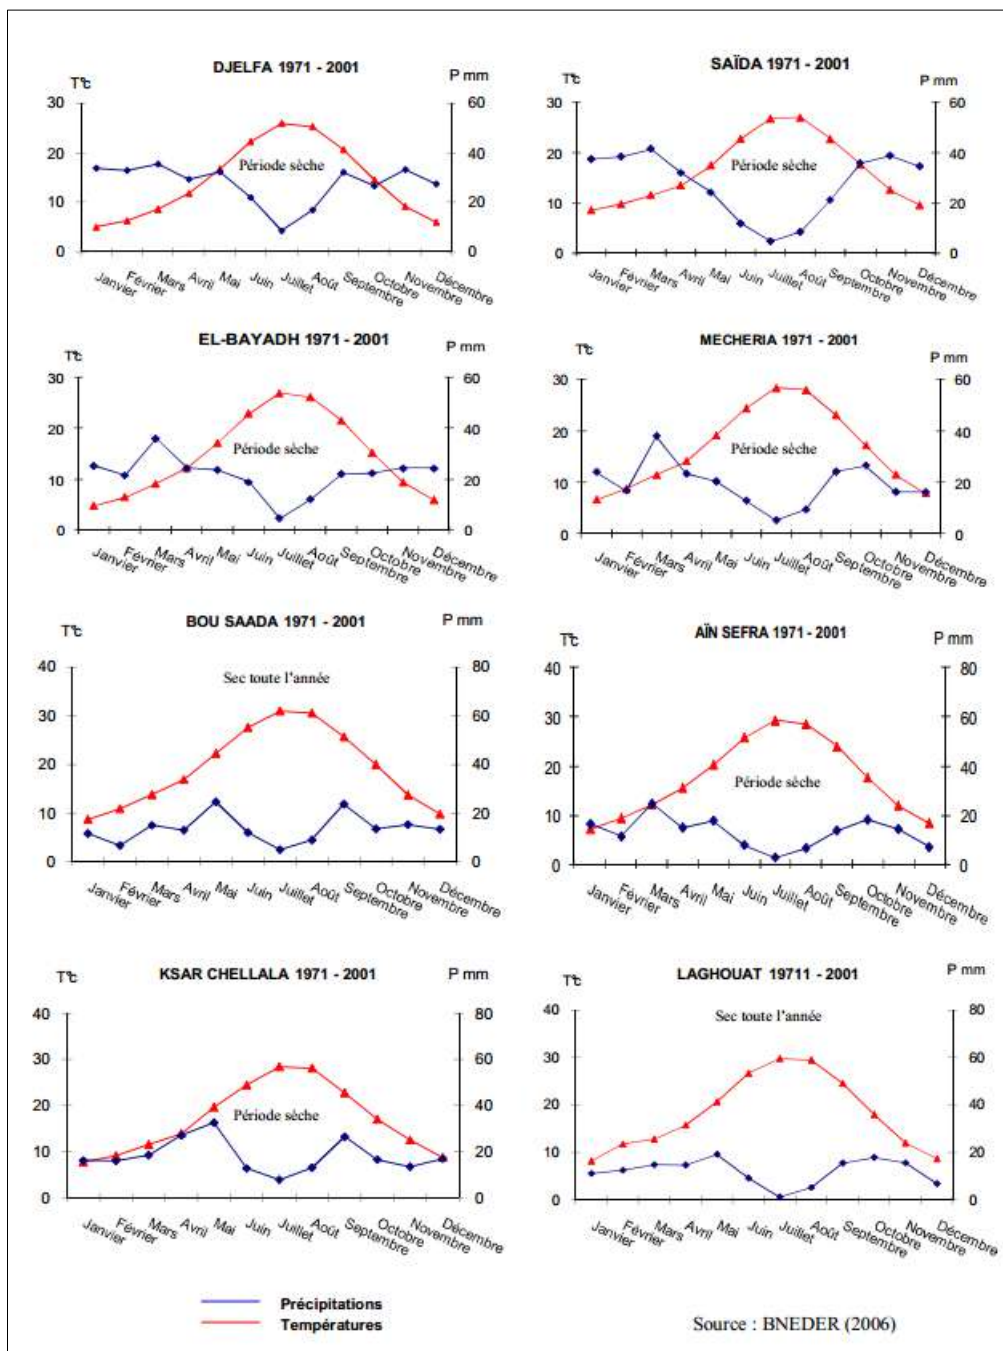 DJELFA 1971 - 2001
T°c
P mm
30
20
10
0
60
40
20
0
Période sèche
Janvier
Février
Mars
Avril
Mai
Juin
Juillet
Août
Septembre
Octobre
Novembre
Décembre
SAÏDA 1971 - 2001
T°c
P mm
30
20
10
0
60
40
20
0
Période sèche
Janvier
Février
Mars
Avril
Mai
Juin
Juillet
Août
Septembre
Octobre
Novembre
Décembre
EL-BAYADH 1971 - 2001
T°c
P mm
30
20
10
0
60
40
20
0
Période sèche
Janvier
Février
Mars
Avril
Mai
Juin
Juillet
Août
Septembre
Octobre
Novembre
Décembre
MECHERIA 1971 - 2001
T°c
P mm
30
20
10
0
60
40
20
0
Période sèche
Janvier
Février
Mars
Avril
Mai
Juin
Juillet
Août
Septembre
Octobre
Novembre
Décembre
BOU SAADA 1971 - 2001
T°c
P mm
40
30
20
10
0
80
60
40
20
0
Sec toute l'année
Janvier
Février
Mars
Avril
Mai
Juin
Juillet
Août
Septembre
Octobre
Novembre
Décembre
AÏN SEFRA 1971 - 2001
T°c
P mm
40
30
20
10
0
80
60
40
20
0
Période sèche
Janvier
Février
Mars
Avril
Mai
Juin
Juillet
Août
Septembre
Octobre
Novembre
Décembre
KSAR CHELLALA 1971 - 2001
T°c
P mm
40
30
20
10
0
80
60
40
20
0
Période sèche
Janvier
Février
Mars
Avril
Mai
Juin
Juillet
Août
Septembre
Octobre
Novembre
Décembre
LAGHOUAT 19711 - 2001
T°c
P mm
40
30
20
10
0
80
60
40
20
0
Sec toute l'année
Janvier
Février
Mars
Avril
Mai
Juin
Juillet
Août
Septembre
Octobre
Novembre
Décembre
Précipitations
Températures
Source : BNEDER (2006)